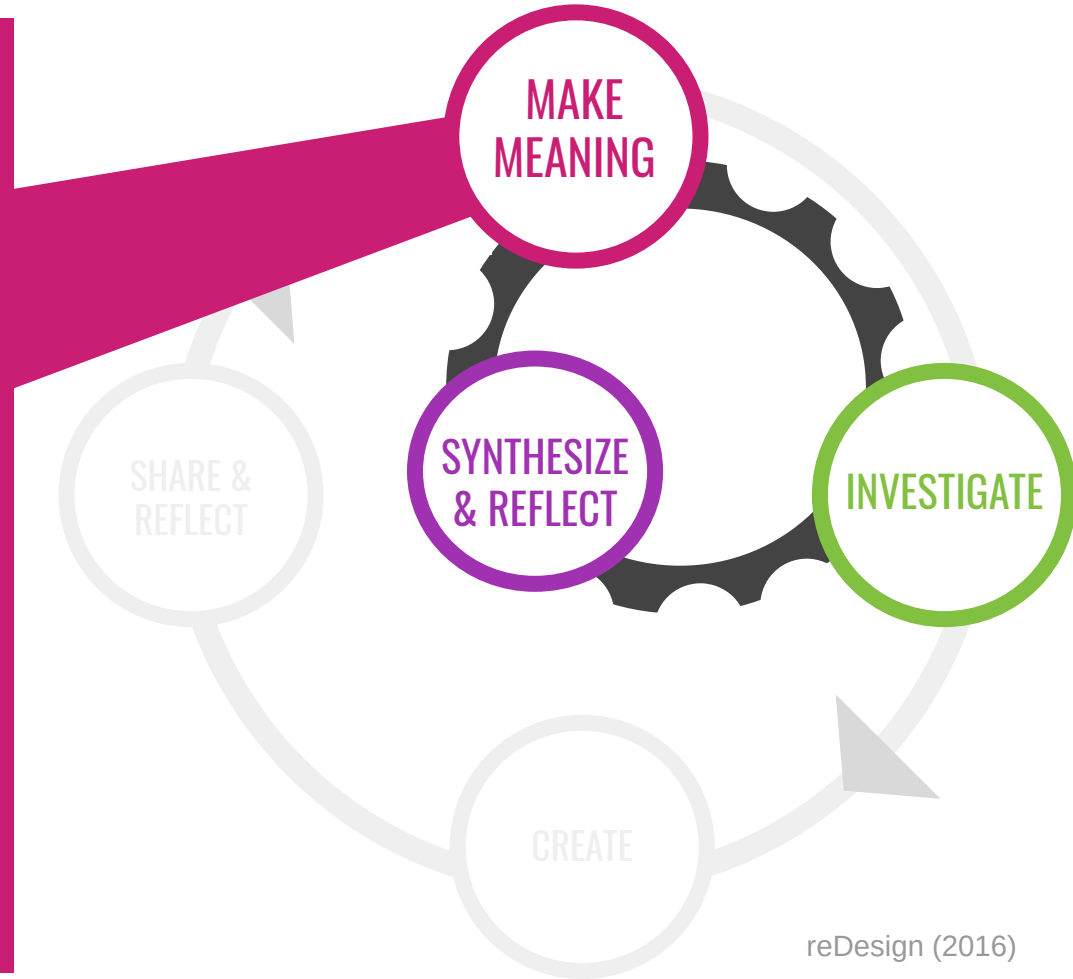 MAKE
MEANING
SYNTHESIZE
& REFLECT
INVESTIGATE
SHARE &
REFLECT
CREATE
reDesign (2016)